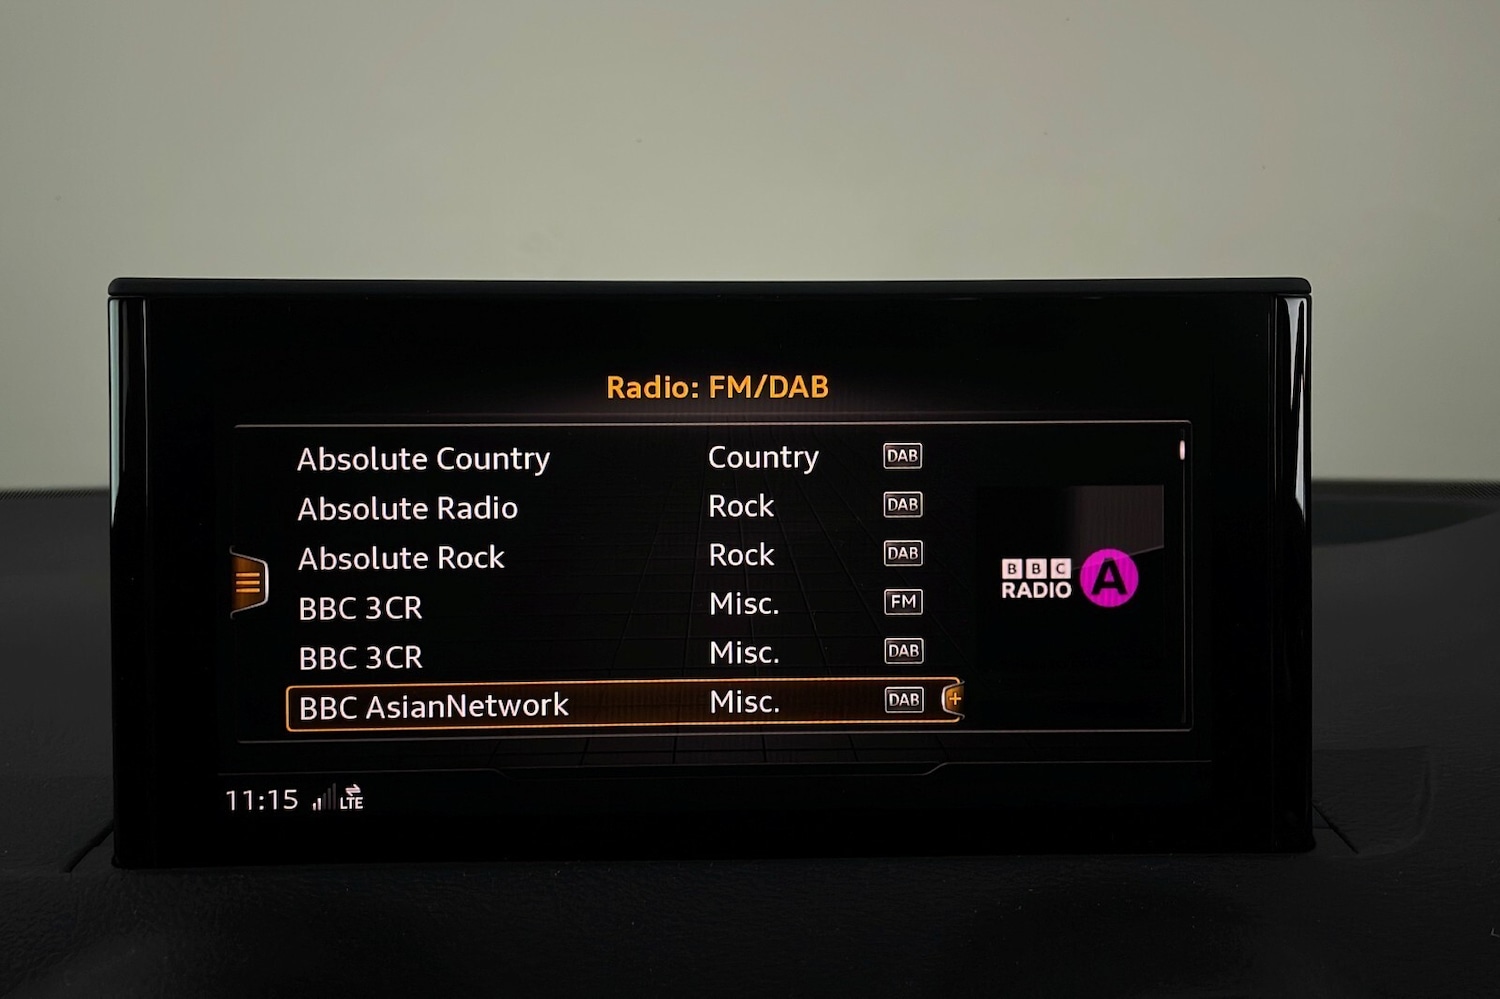 Radio: FM/DAB
Absolute Country Country DAB
Absolute Radio Rock DAB
Absolute Rock Rock DAB
BBC 3CR Misc. FM
BBC 3CR Misc. DAB
BBC AsianNetwork Misc. DAB +
BBC
RADIO A
11:15 LTE